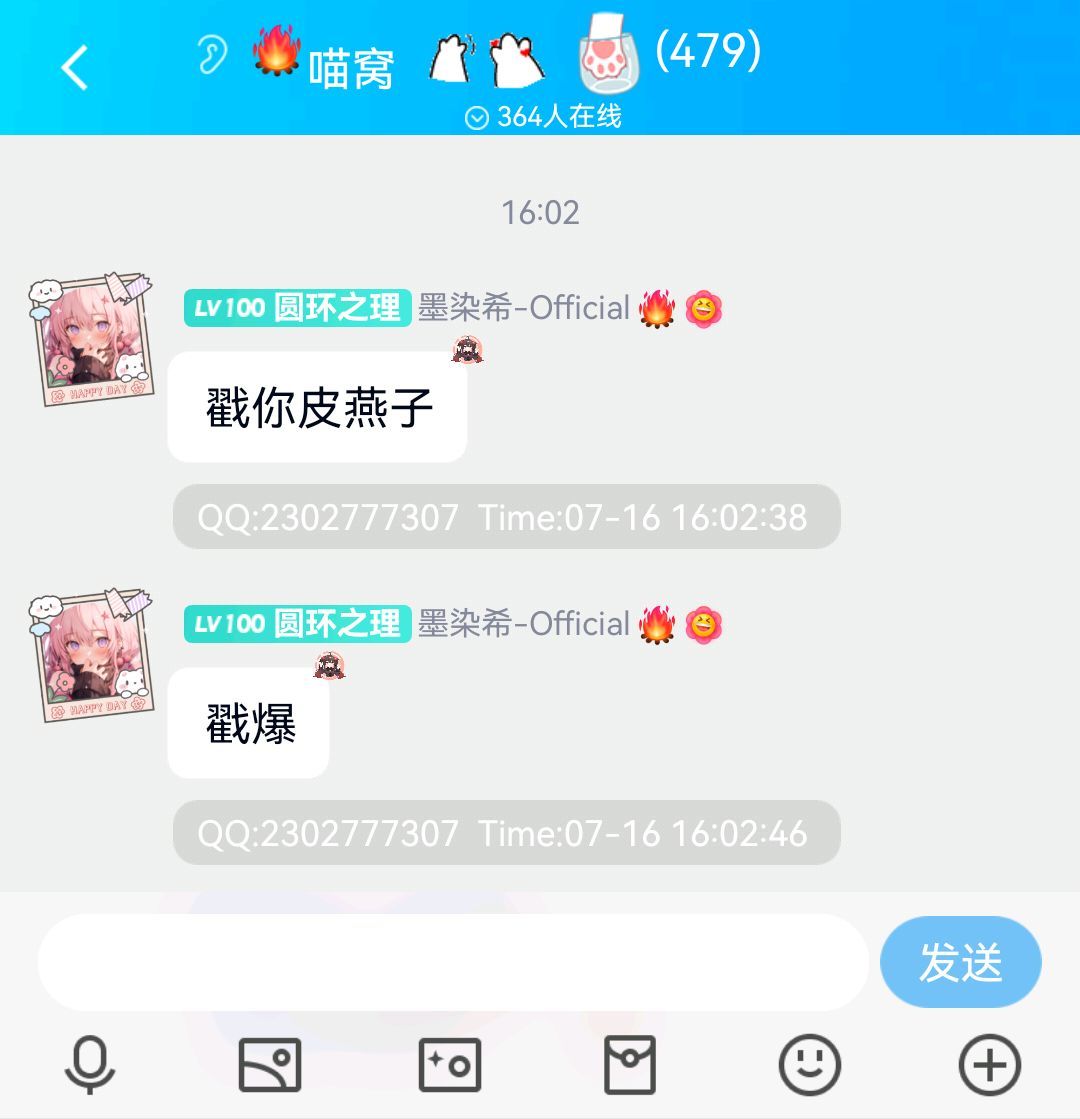 喵窝 (479)
364人在线
16:02
LV100 圆环之理 墨染希-Official
戳你皮燕子
QQ:2302777307 Time:07-16 16:02:38
HAPPY DAY
LV100 圆环之理 墨染希-Official
戳爆
QQ:2302777307 Time:07-16 16:02:46
HAPPY DAY
发送